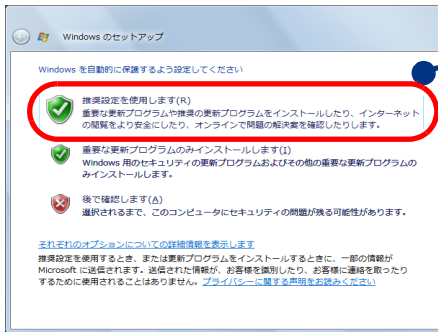 Windows のセットアップ
Windows を自動的に保護するよう設定してください
推奨設定を使用します(R)
重要な更新プログラムや推奨の更新プログラムをインストールしたり、インターネット
の閲覧をより安全にしたり、オンラインで問題の解決案を確認したりします。
重要な更新プログラムのみインストールします(I)
Windows 用のセキュリティの更新プログラムおよびその他の重要な更新プログラムの
みインストールします。
後で確認します(A)
選択されるまで、このコンピュータにセキュリティの問題が残る可能性があります。
それぞれのオプションについての詳細情報を表示します
推奨設定を使用するとき、または更新プログラムをインストールするときに、一部の情報が
Microsoft に送信されます。送信された情報が、お客様を識別したり、お客様に連絡を取ったり
するために使用されることはありません。プライバシーに関する声明をお読みください